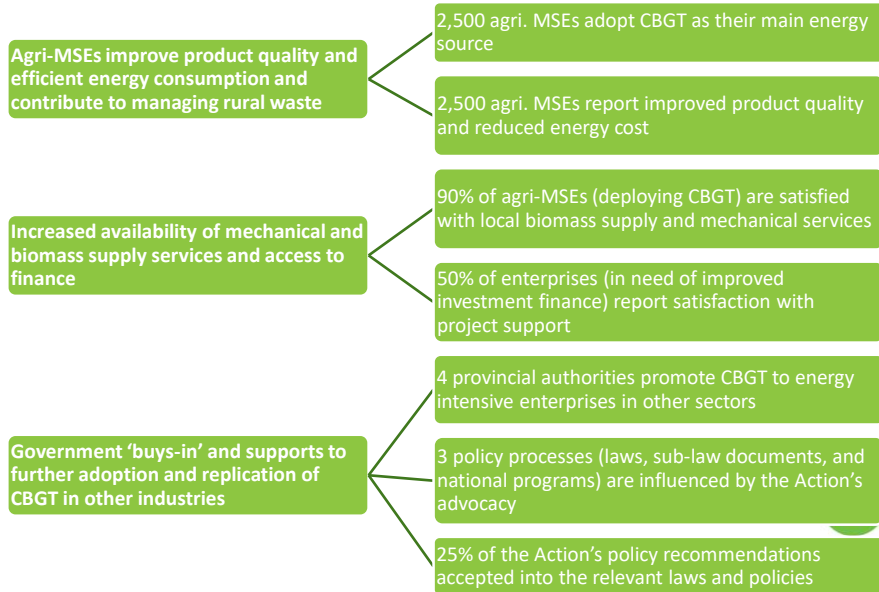 Agri-MSEs improve product quality and
efficient energy consumption and
contribute to managing rural waste
2,500 agri. MSEs adopt CBGT as their main energy
source
2,500 agri. MSEs report improved product quality
and reduced energy cost
Increased availability of mechanical and
biomass supply services and access to
finance
90% of agri-MSEs (deploying CBGT) are satisfied
with local biomass supply and mechanical services
50% of enterprises (in need of improved
investment finance) report satisfaction with
project support
Government ‘buys-in’ and supports to
further adoption and replication of
CBGT in other industries
4 provincial authorities promote CBGT to energy
intensive enterprises in other sectors
3 policy processes (laws, sub-law documents, and
national programs) are influenced by the Action’s
advocacy
25% of the Action’s policy recommendations
accepted into the relevant laws and policies